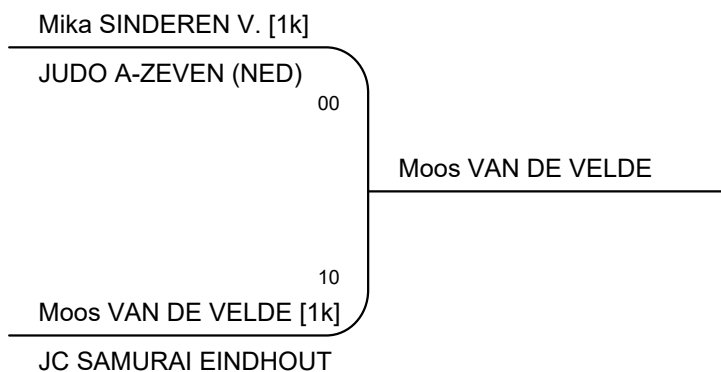 Mika SINDEREN V. [1k]
JUDO A-ZEVEN (NED)
00
Moos VAN DE VELDE
10
Moos VAN DE VELDE [1k]
JC SAMURAI EINDHOUT